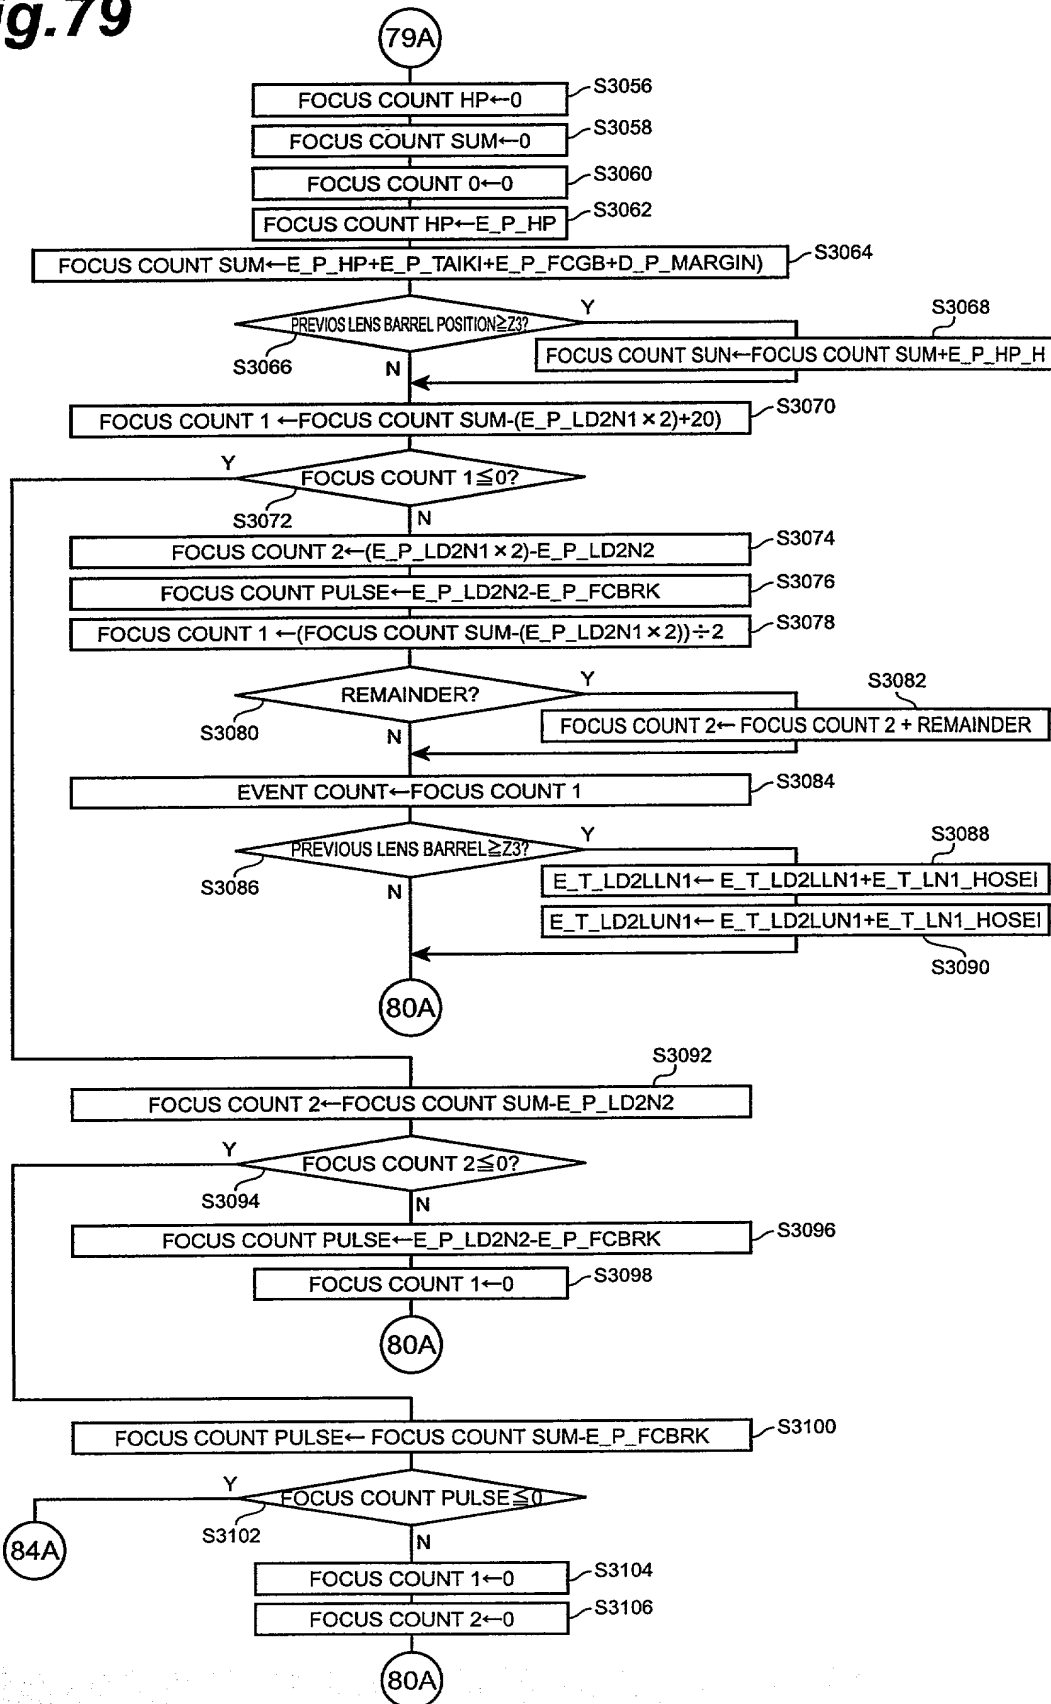 ig.79
79A
FOCUS COUNT HP←0
S3056
FOCUS COUNT SUM←0
S3058
FOCUS COUNT 0←0
S3060
FOCUS COUNT HP←E_P_HP
S3062
FOCUS COUNT SUM←E_P_HP+E_P_TAIKI+E_P_FCGB+D_P_MARGIN)
S3064
PREVIOS LENS BARREL POSITION≧Z3?
Y
S3066
N
S3068
FOCUS COUNT SUN←FOCUS COUNT SUM+E_P_HP_H
FOCUS COUNT 1 ←FOCUS COUNT SUM-(E_P_LD2N1×2)+20)
S3070
Y
FOCUS COUNT 1≦0?
S3072
N
FOCUS COUNT 2←(E_P_LD2N1×2)-E_P_LD2N2
S3074
FOCUS COUNT PULSE←E_P_LD2N2-E_P_FCBRK
S3076
FOCUS COUNT 1 ←(FOCUS COUNT SUM-(E_P_LD2N1×2))÷2
S3078
REMAINDER?
Y
S3080
N
S3082
FOCUS COUNT 2← FOCUS COUNT 2 + REMAINDER
EVENT COUNT←FOCUS COUNT 1
S3084
PREVIOUS LENS BARREL≧Z3?
Y
S3086
N
S3088
E_T_LD2LLN1← E_T_LD2LLN1+E_T_LN1_HOSEI
E_T_LD2LUN1← E_T_LD2LUN1+E_T_LN1_HOSEI
S3090
80A
S3092
FOCUS COUNT 2←FOCUS COUNT SUM-E_P_LD2N2
Y
FOCUS COUNT 2≦0?
S3094
N
FOCUS COUNT PULSE←E_P_LD2N2-E_P_FCBRK
S3096
FOCUS COUNT 1←0
S3098
80A
FOCUS COUNT PULSE← FOCUS COUNT SUM-E_P_FCBRK
S3100
Y
FOCUS COUNT PULSE≦0
S3102
N
84A
FOCUS COUNT 1←0
S3104
FOCUS COUNT 2←0
S3106
80A